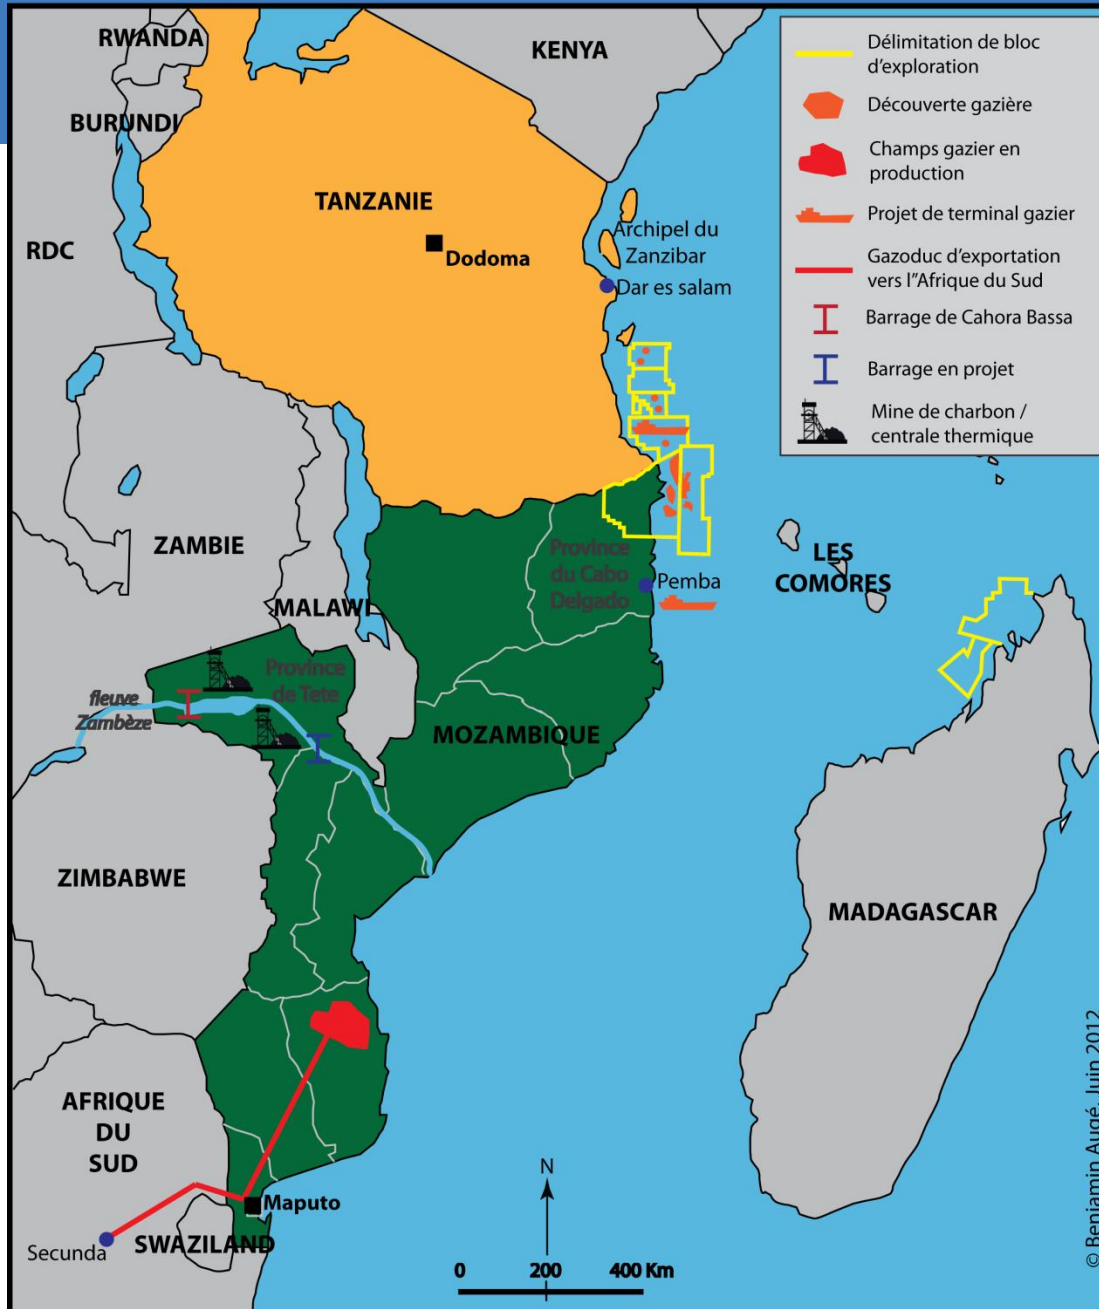 RWANDA
KENYA
BURUNDI
TANZANIE
RDC
Dodoma
Archipel du
Zanzibar
Dar es salam
Délimitation de bloc
d'exploration
Découverte gazière
Champs gazier en
production
Projet de terminal gazier
Gazoduc d'exportation
vers l''Afrique du Sud
Barrage de Cahora Bassa
Barrage en projet
Mine de charbon /
centrale thermique
ZAMBIE
MALAWI
Province
du Cabo
Delgado
Pemba
LES
COMORES
Province
de Tete
fleuve
Zambèze
MOZAMBIQUE
ZIMBABWE
MADAGASCAR
AFRIQUE
DU
SUD
Maputo
Secunda
SWAZILAND
N
0 200 400 Km
© Benjamin Augé, Juin 2012